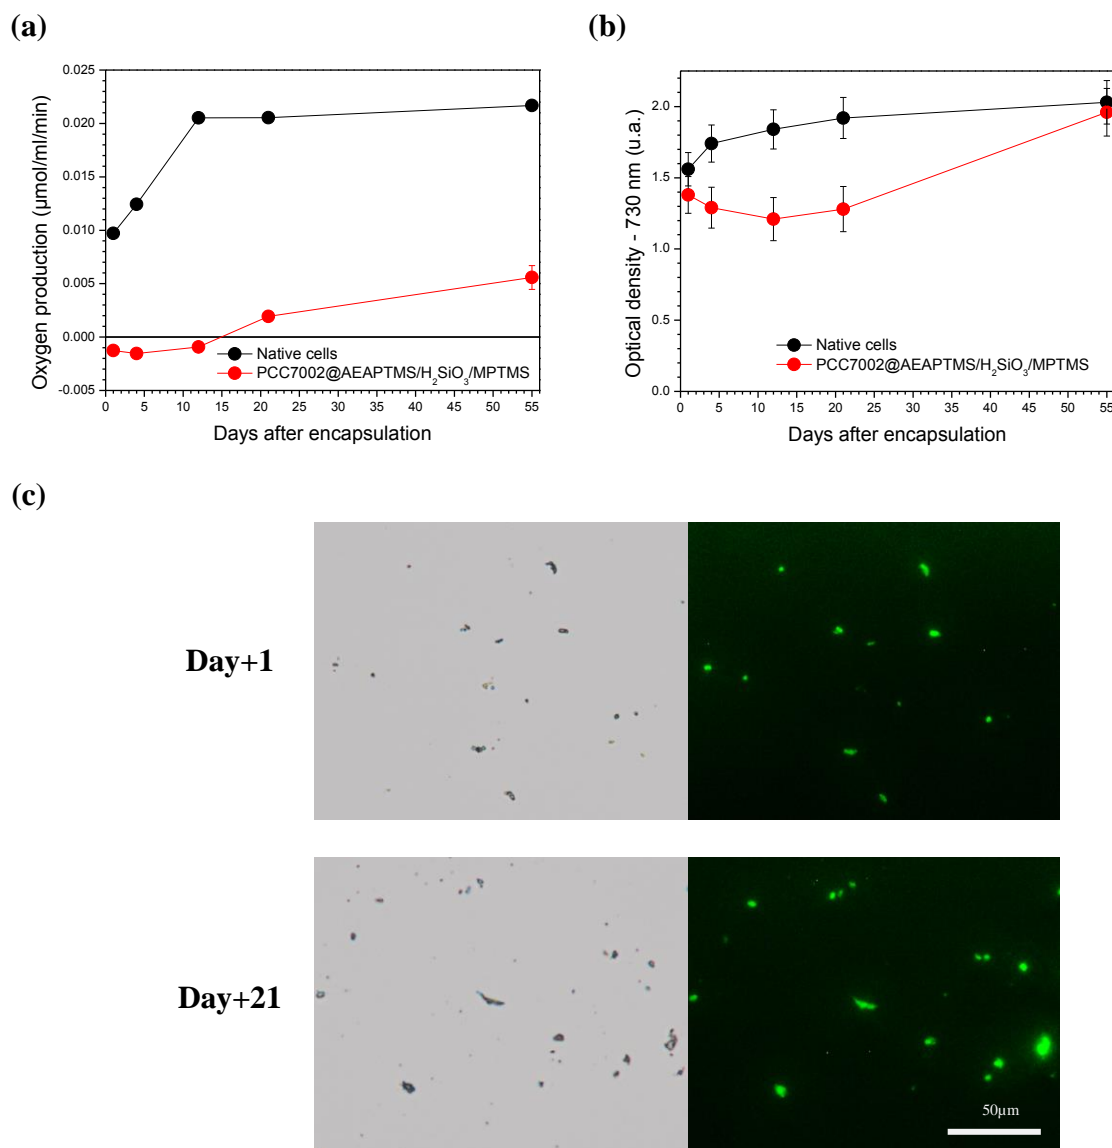 (a)
0.025
0.020
0.015
0.010
0.005
0.000
-0.005
Oxygen production (µmol/ml/min)
Native cells
PCC7002@AEAPTMS/H₂SiO₃/MPTMS
0 5 10 15 20 25 30 35 40 45 50 55
Days after encapsulation
(b)
2.0
1.5
1.0
0.5
0.0
Optical density - 730 nm (u.a.)
Native cells
PCC7002@AEAPTMS/H₂SiO₃/MPTMS
0 5 10 15 20 25 30 35 40 45 50 55
Days after encapsulation
(c)
Day+1
Day+21
50µm